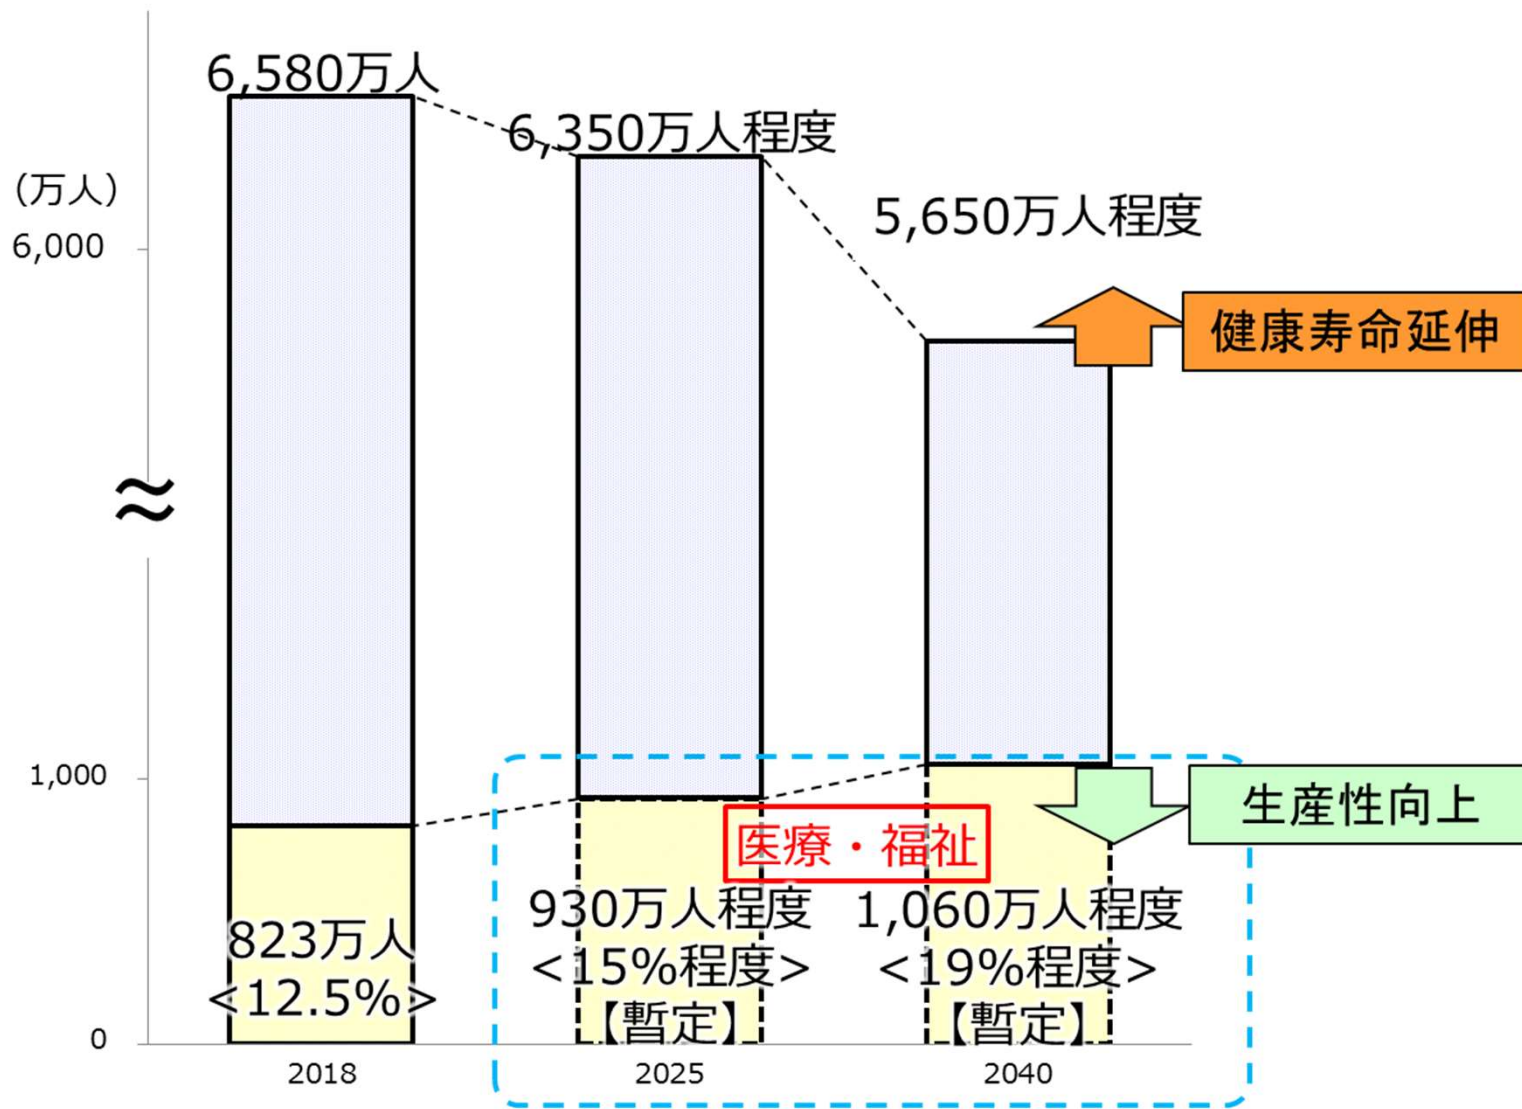 6,580万人
6,350万人程度
5,650万人程度
（万人）
6,000
健康寿命延伸
1,000
生産性向上
医療・福祉
823万人
<12.5%>
930万人程度
<15%程度>
【暫定】
1,060万人程度
<19%程度>
【暫定】
0
2018
2025
2040